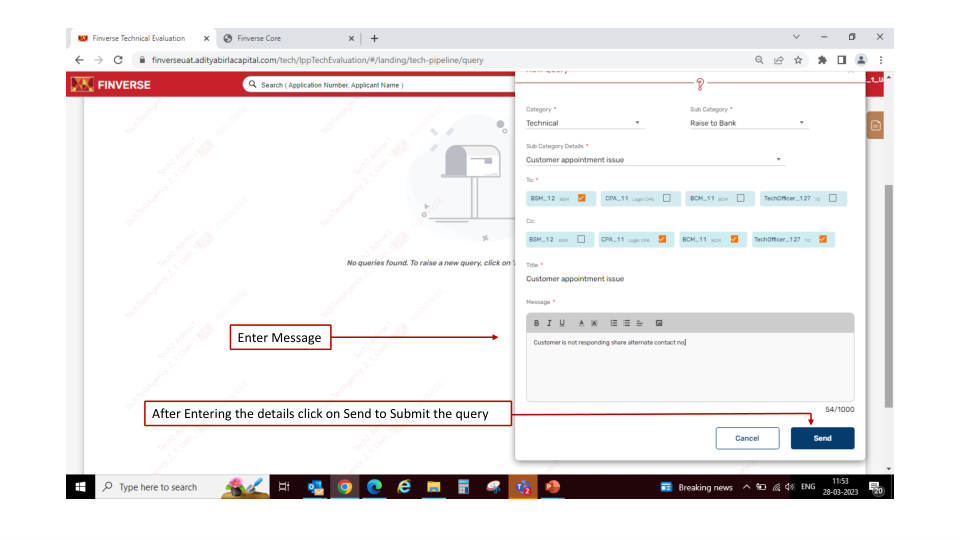 Finverse Technical Evaluation
Finverse Core
finverseuat.adityabirlacapital.com/tech/lppTechEvaluation/#/landing/tech-pipeline/query
FINVERSE
Search ( Application Number, Applicant Name )
Category *
Sub Category *
Technical
Raise to Bank
Sub Category Details *
Customer appointment issue
To: *
BSM_12 BSM
CPA_11 Login CPA
BCM_11 BCM
TechOfficer_127 TO
Cc:
BSM_12 BSM
CPA_11 Login CPA
BCM_11 BCM
TechOfficer_127 TO
No queries found. To raise a new query, click on
Title *
Customer appointment issue
Message *
B I U A
Enter Message
Customer is not responding share alternate contact no
After Entering the details click on Send to Submit the query
54/1000
Cancel
Send
Type here to search
Breaking news
ENG
11:53
28-03-2023
20